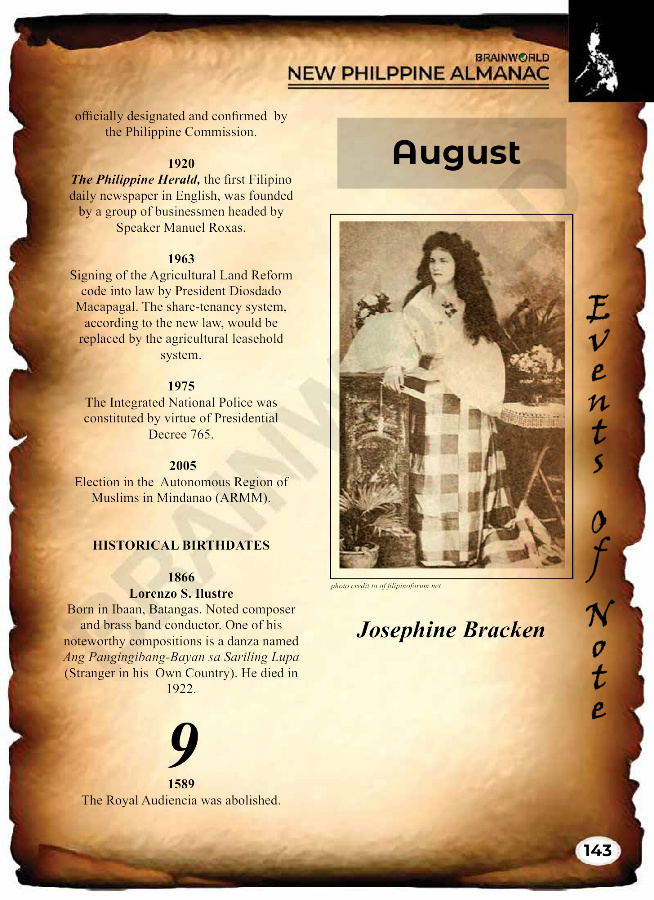 BRAINWORLD
NEW PHILPPINE ALMANAC
officially designated and confirmed by
the Philippine Commission.
1920
The Philippine Herald, the first Filipino
daily newspaper in English, was founded
by a group of businessmen headed by
Speaker Manuel Roxas.
1963
Signing of the Agricultural Land Reform
code into law by President Diosdado
Macapagal. The share-tenancy system,
according to the new law, would be
replaced by the agricultural leasehold
system.
1975
The Integrated National Police was
constituted by virtue of Presidential
Decree 765.
2005
Election in the Autonomous Region of
Muslims in Mindanao (ARMM).
HISTORICAL BIRTHDATES
1866
Lorenzo S. Ilustre
Born in Ibaan, Batangas. Noted composer
and brass band conductor. One of his
noteworthy compositions is a danza named
Ang Pangingibang-Bayan sa Sariling Lupa
(Stranger in his Own Country). He died in
1922.
9
1589
The Royal Audiencia was abolished.
August
photo credit to of filipinoforum net
Josephine Bracken
Events of Note
143
BRAINWORLD